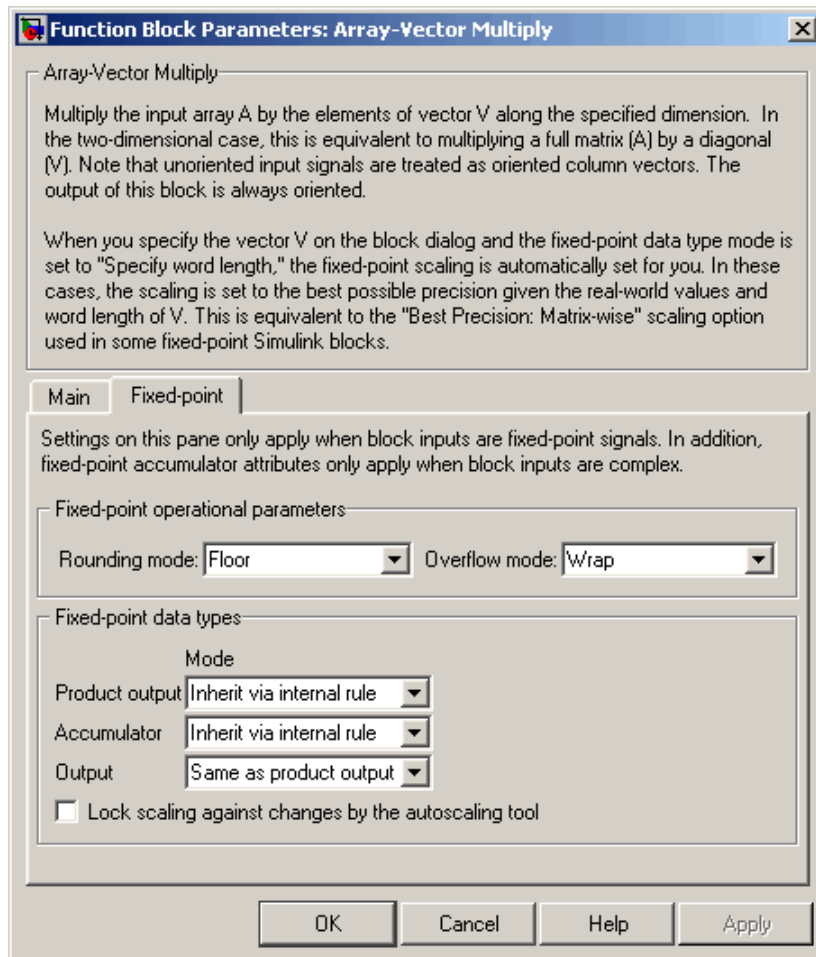 Function Block Parameters: Array-Vector Multiply
Array-Vector Multiply
Multiply the input array A by the elements of vector V along the specified dimension.  In
the two-dimensional case, this is equivalent to multiplying a full matrix (A) by a diagonal
(V). Note that unoriented input signals are treated as oriented column vectors. The
output of this block is always oriented.
When you specify the vector V on the block dialog and the fixed-point data type mode is
set to "Specify word length," the fixed-point scaling is automatically set for you. In these
cases, the scaling is set to the best possible precision given the real-world values and
word length of V. This is equivalent to the "Best Precision: Matrix-wise" scaling option
used in some fixed-point Simulink blocks.
Main Fixed-point
Settings on this pane only apply when block inputs are fixed-point signals. In addition,
fixed-point accumulator attributes only apply when block inputs are complex.
Fixed-point operational parameters
Rounding mode: Floor Overflow mode: Wrap
Fixed-point data types
Mode
Product output Inherit via internal rule
Accumulator Inherit via internal rule
Output Same as product output
Lock scaling against changes by the autoscaling tool
OK Cancel Help Apply